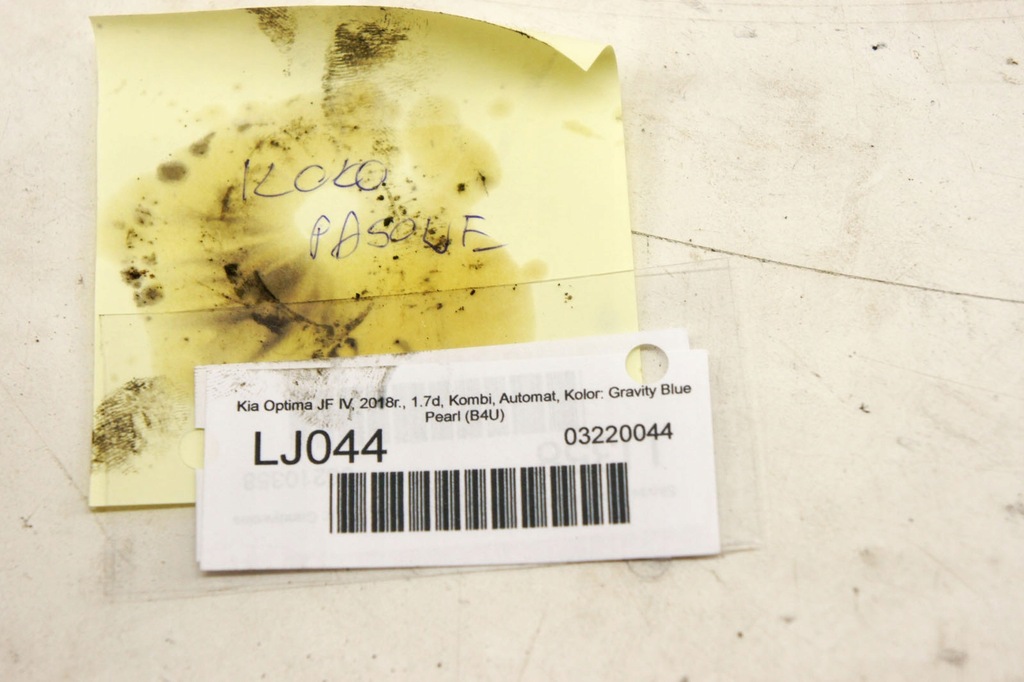 KOŁO
PASOWE
Kia Optima JF IV, 2018r., 1.7d, Kombi, Automat, Kolor: Gravity Blue
Pearl (B4U)
LJ044
03220044